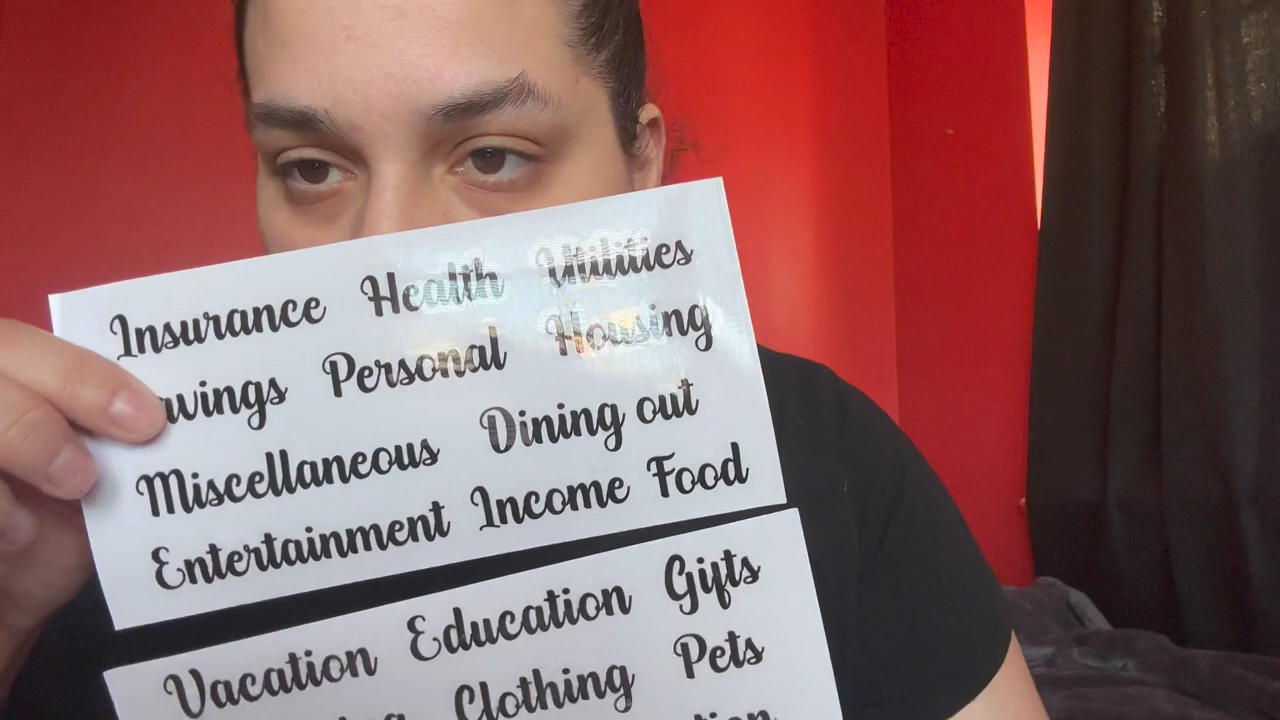 Insurance Health Utilities
Personal Housing
Miscellaneous Dining out
Entertainment Income Food
Vacation Education Gifts
Clothing Pets